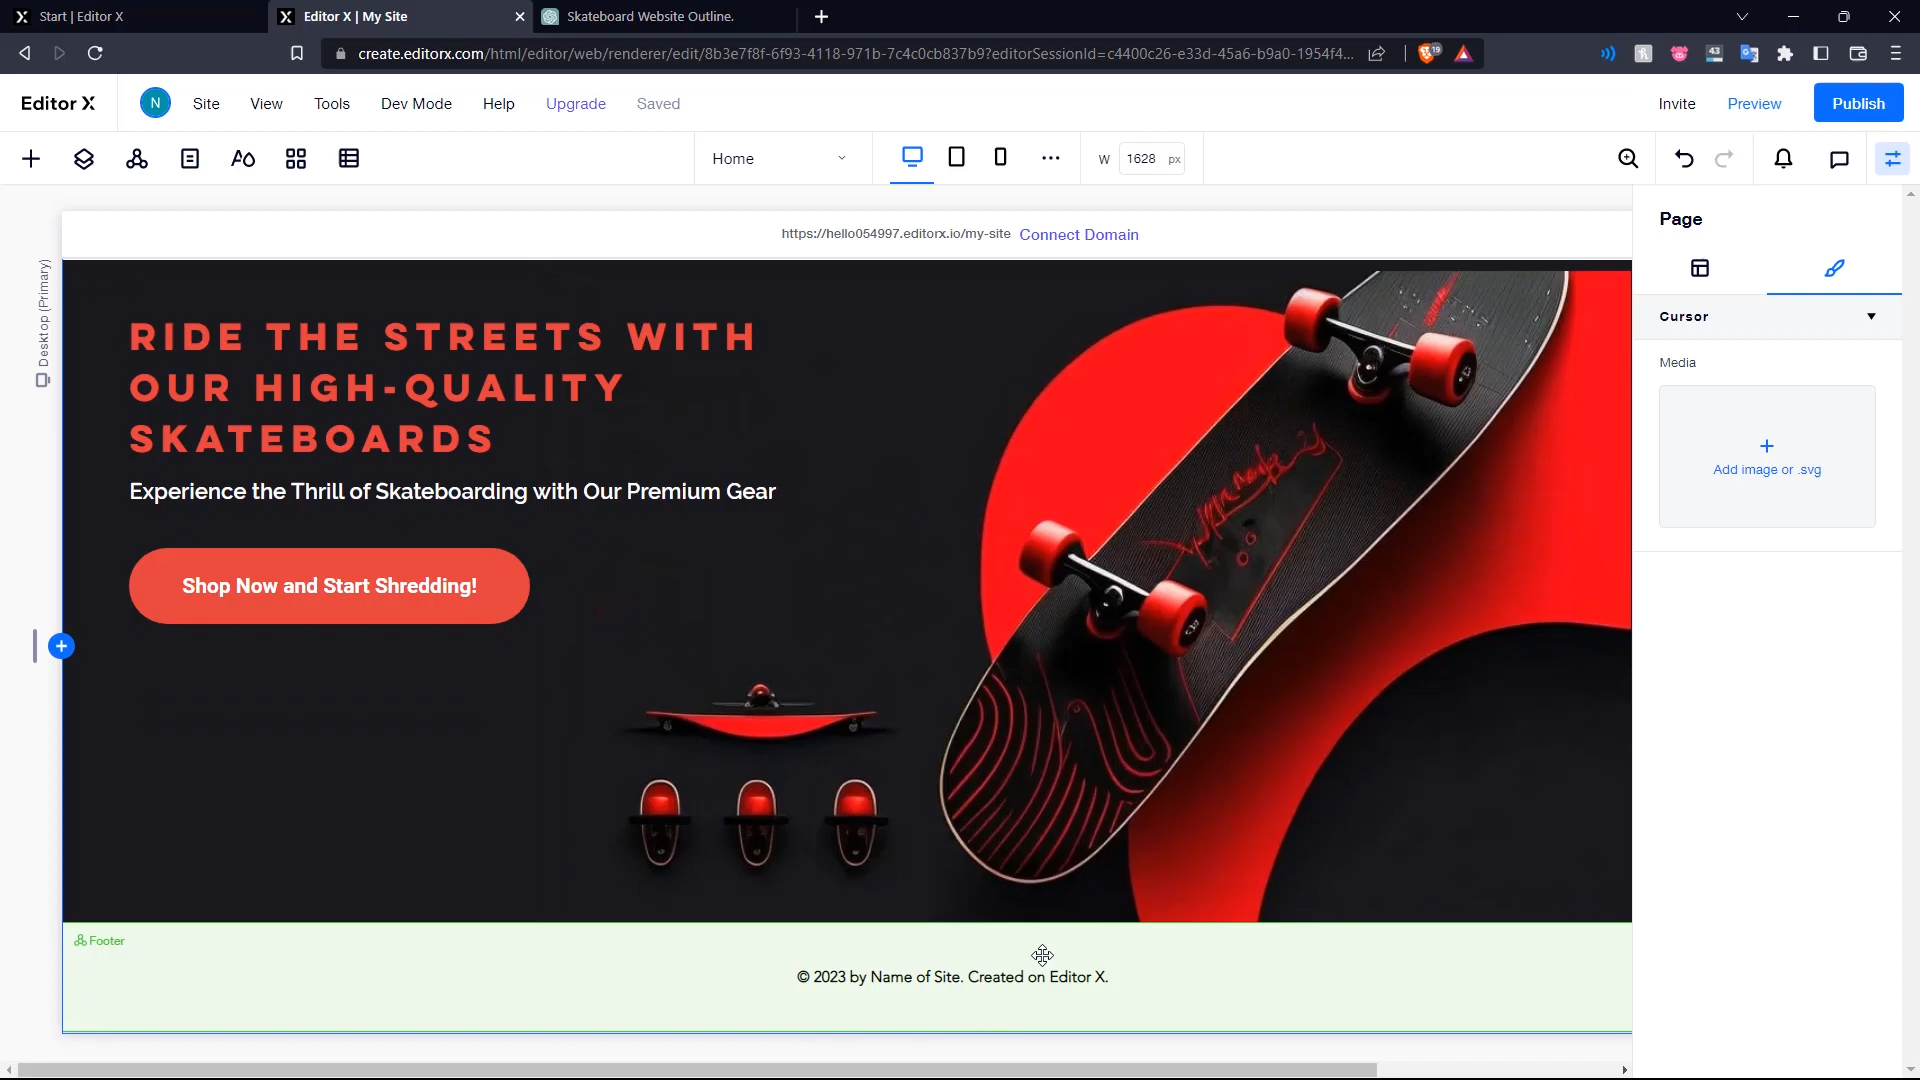 Start | Editor X
Editor X | My Site
Skateboard Website Outline.
create.editorx.com/html/editor/web/renderer/edit/8b3e7f8f-6f93-4118-971b-7c4c0cb837b9?editorSessionId=c4400c26-e33d-45a6-b9a0-1954f4...
19
43
Editor X
N
Site
View
Tools
Dev Mode
Help
Upgrade
Saved
Invite
Preview
Publish
Home
W
1628
px
https://hello054997.editorx.io/my-site
Connect Domain
Page
Desktop (Primary)
RIDE THE STREETS WITH
OUR HIGH-QUALITY
SKATEBOARDS
Experience the Thrill of Skateboarding with Our Premium Gear
Shop Now and Start Shredding!
Cursor
Media
Add image or .svg
Footer
© 2023 by Name of Site. Created on Editor X.